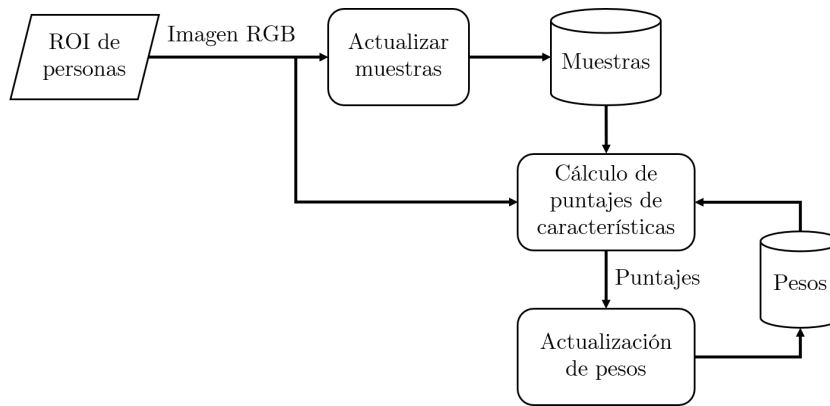 ROI de
personas
Imagen RGB
Actualizar
muestras
Muestras
Cálculo de
puntajes de
características
Puntajes
Pesos
Actualización
de pesos